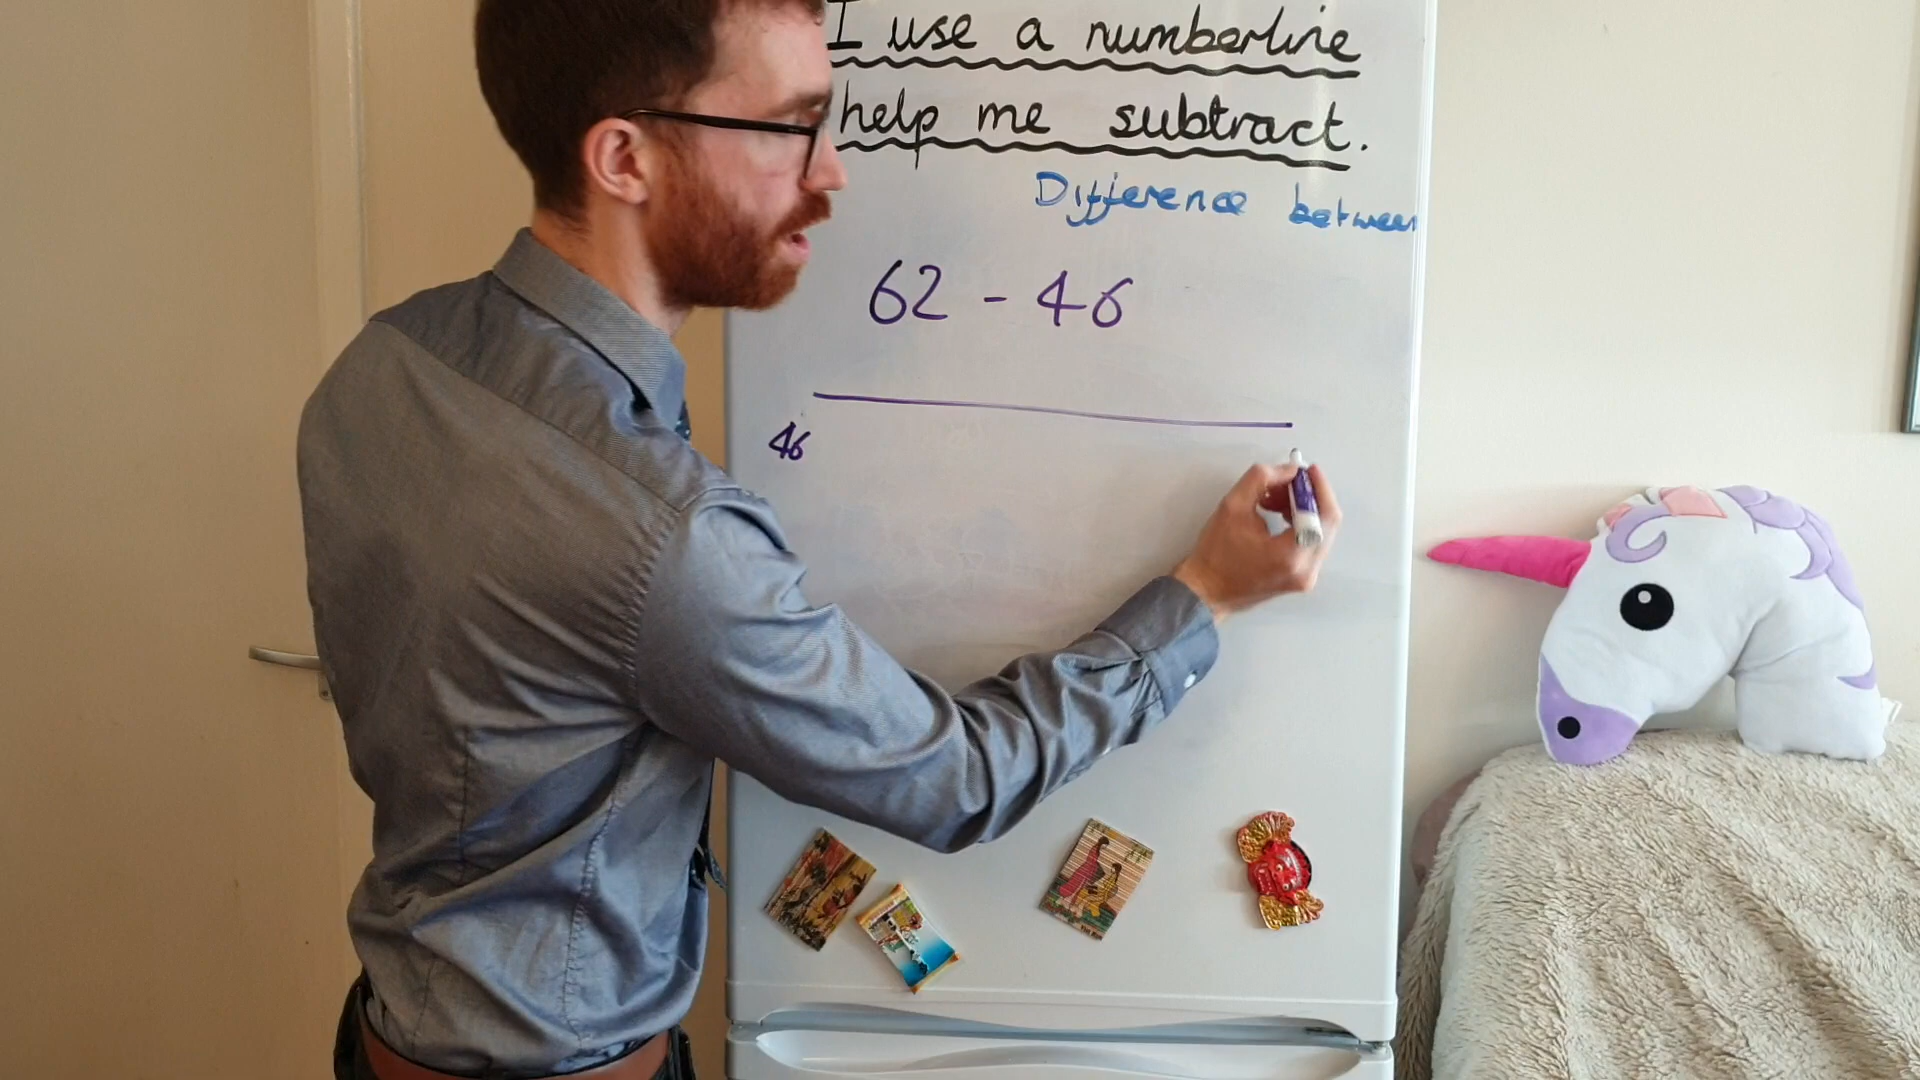 I use a numberline
help me subtract.
Difference between
62 - 46
46